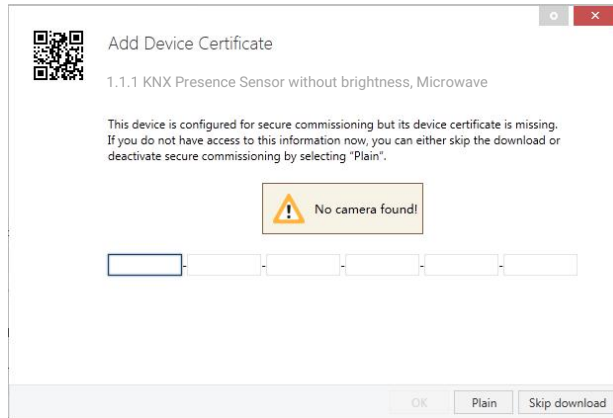 Add Device Certificate
1.1.1 KNX Presence Sensor without brightness, Microwave
This device is configured for secure commissioning but its device certificate is missing.
If you do not have access to this information now, you can either skip the download or
deactivate secure commissioning by selecting "Plain".
No camera found!
- - - - -
OK Plain Skip download